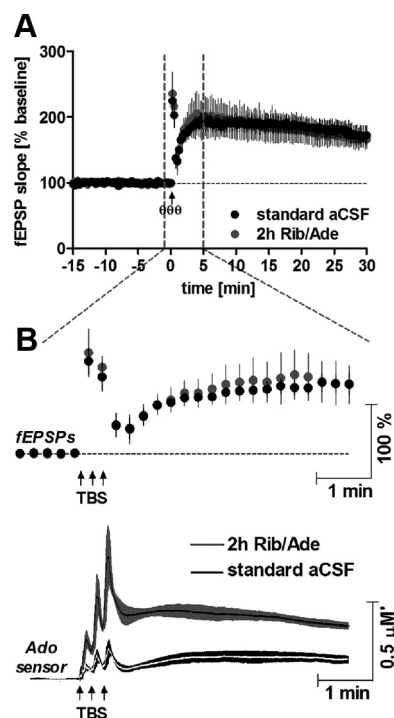 A
fEPSP slope [% baseline]
300
200
100
0
θθθ
standard aCSF
2h Rib/Ade
-15 -10 -5 0 5 10 15 20 25 30
time [min]
B
fEPSPs
TBS
100 %
1 min
2h Rib/Ade
standard aCSF
Ado
sensor
0.5 µM'
TBS
1 min